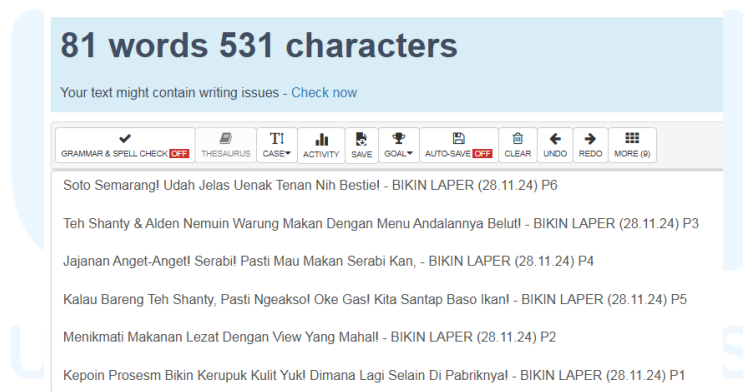 81 words 531 characters
Your text might contain writing issues - Check now
GRAMMAR & SPELL CHECK OFF THESAURUS CASE ACTIVITY SAVE GOAL AUTO-SAVE OFF CLEAR UNDO REDO MORE (9)
Soto Semarang! Udah Jelas Uenak Tenan Nih Bestie! - BIKIN LAPER (28.11.24) P6
Teh Shanty & Alden Nemuin Warung Makan Dengan Menu Andalannya Belut! - BIKIN LAPER (28.11.24) P3
Jajanan Anget-Anget! Serabi! Pasti Mau Makan Serabi Kan, - BIKIN LAPER (28.11.24) P4
Kalau Bareng Teh Shanty, Pasti Ngeakso! Oke Gas! Kita Santap Baso Ikan! - BIKIN LAPER (28.11.24) P5
Menikmati Makanan Lezat Dengan View Yang Mahal! - BIKIN LAPER (28.11.24) P2
Kepoin Prosesm Bikin Kerupuk Kulit Yuk! Dimana Lagi Selain Di Pabriknya! - BIKIN LAPER (28.11.24) P1